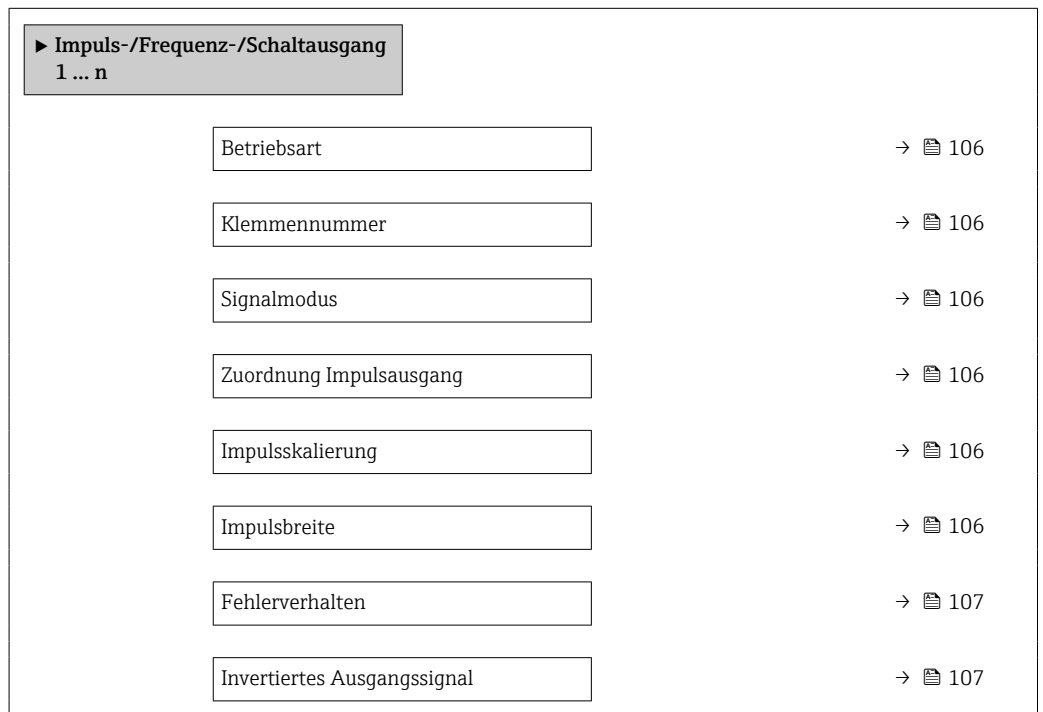 ▶ Impuls-/Frequenz-/Schaltausgang
1 ... n
Betriebsart → 106
Klemmennummer → 106
Signalmodus → 106
Zuordnung Impulsausgang → 106
Impulsskalierung → 106
Impulsbreite → 106
Fehlerverhalten → 107
Invertiertes Ausgangssignal → 107